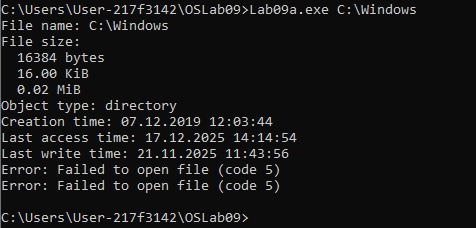 C:\Users\User-217f3142\OSLab09>Lab09a.exe C:\Windows
File name: C:\Windows
File size:
  16384 bytes
  16.00 KiB
  0.02 MiB
Object type: directory
Creation time: 07.12.2019 12:03:44
Last access time: 17.12.2025 14:14:54
Last write time: 21.11.2025 11:43:56
Error: Failed to open file (code 5)
Error: Failed to open file (code 5)
C:\Users\User-217f3142\OSLab09>